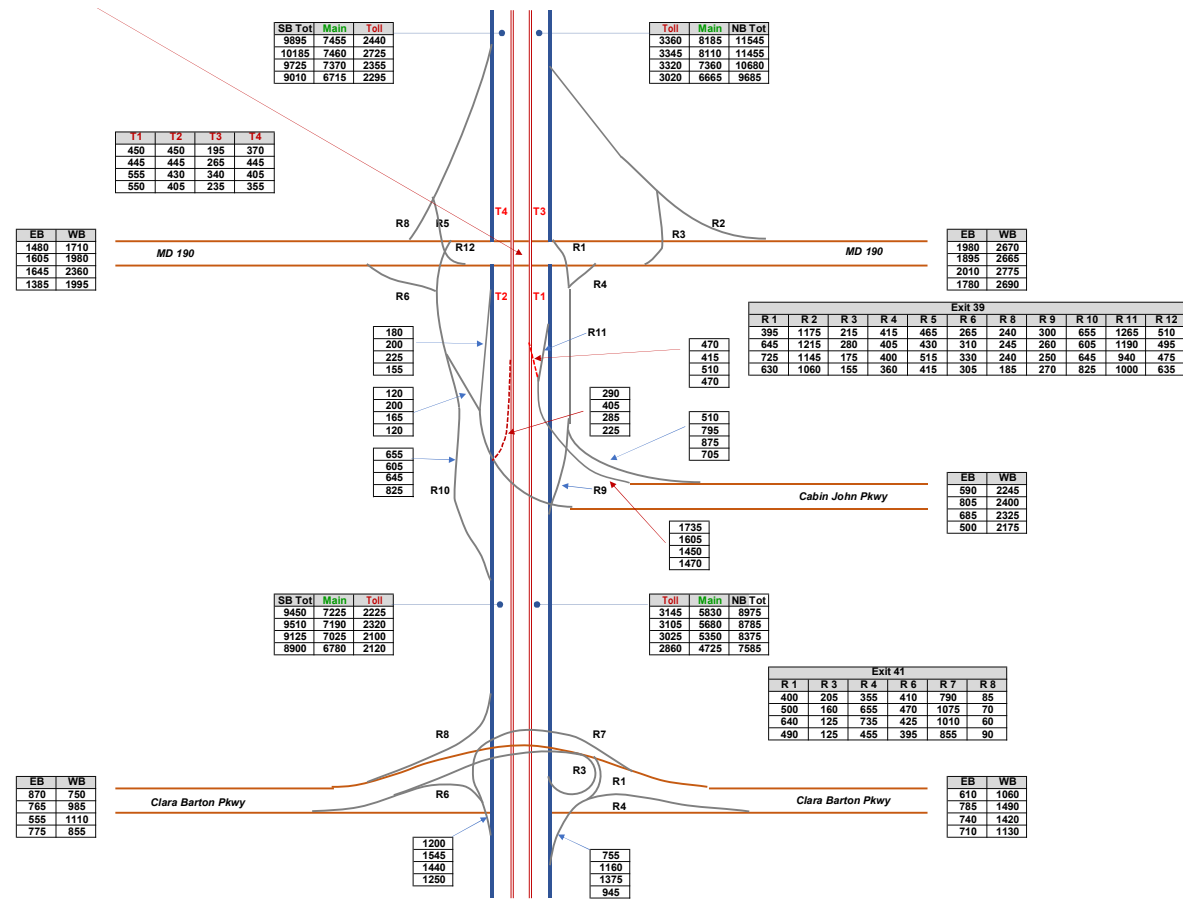 SB Tot Main Toll
9895 7455 2440
10185 7460 2725
9725 7370 2355
9010 6715 2295
Toll Main NB Tot
3360 8185 11545
3345 8110 11455
3320 7360 10680
3020 6665 9685
T1 T2 T3 T4
450 450 195 370
445 445 265 445
555 430 340 405
550 405 235 355
T4 T3
R8 R5 R12 R1 R3 R2
EB WB
1480 1710
1605 1980
1645 2360
1385 1995
MD 190
MD 190
EB WB
1980 2670
1895 2665
2010 2775
1780 2690
R6 T2 T1 R4
R11
Exit 39
R 1 R 2 R 3 R 4 R 5 R 6 R 8 R 9 R 10 R 11 R 12
395 1175 215 415 465 265 240 300 655 1265 510
645 1215 280 405 430 310 245 260 605 1190 495
725 1145 175 400 515 330 240 250 645 940 475
630 1060 155 360 415 305 185 270 825 1000 635
180
200
225
155
470
415
510
470
120
200
165
120
290
405
285
225
510
795
875
705
655
605
645
825
R10
R9
Cabin John Pkwy
EB WB
590 2245
805 2400
685 2325
500 2175
1735
1605
1450
1470
SB Tot Main Toll
9450 7225 2225
9510 7190 2320
9125 7025 2100
8900 6780 2120
Toll Main NB Tot
3145 5830 8975
3105 5680 8785
3025 5350 8375
2860 4725 7585
Exit 41
R 1 R 3 R 4 R 6 R 7 R 8
400 205 355 410 790 85
500 160 655 470 1075 70
640 125 735 425 1010 60
490 125 455 395 855 90
R8 R7
R3 R1
R6 R4
EB WB
870 750
765 985
555 1110
775 855
Clara Barton Pkwy
Clara Barton Pkwy
EB WB
610 1060
785 1490
740 1420
710 1130
1200
1545
1440
1250
755
1160
1375
945